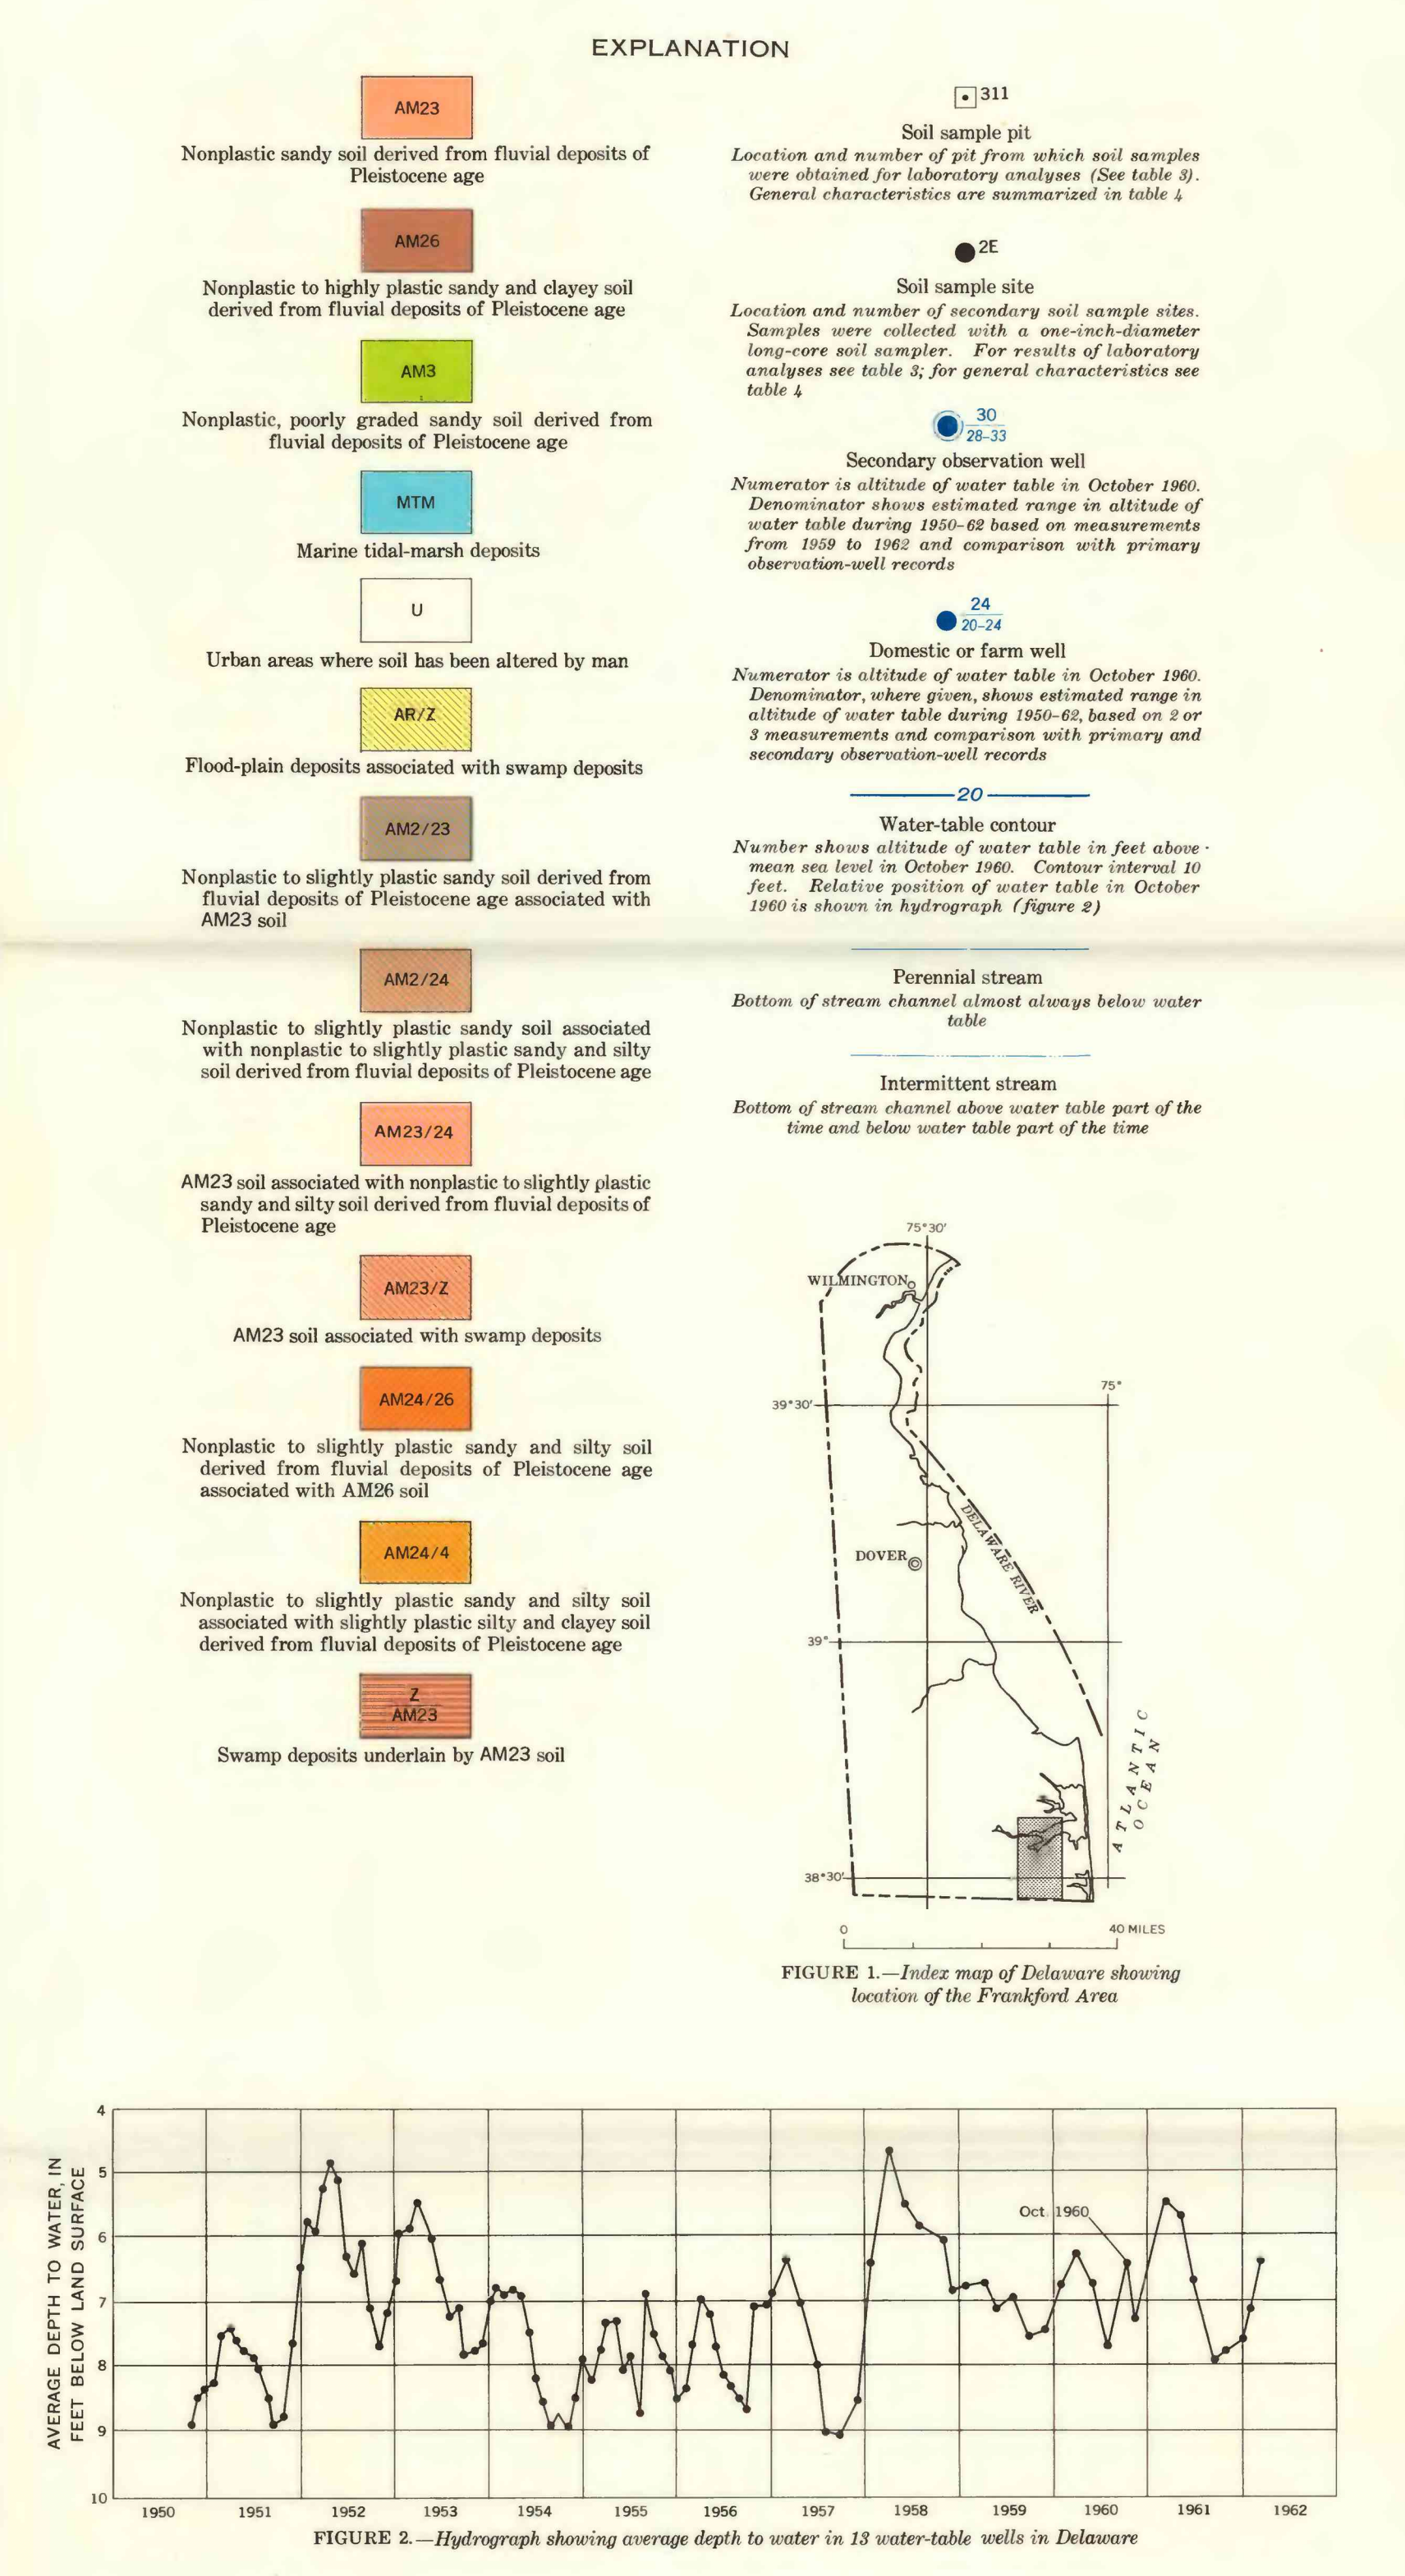 EXPLANATION
AM23
Nonplastic sandy soil derived from fluvial deposits of
Pleistocene age
AM26
Nonplastic to highly plastic sandy and clayey soil
derived from fluvial deposits of Pleistocene age
AM3
Nonplastic, poorly graded sandy soil derived from
fluvial deposits of Pleistocene age
MTM
Marine tidal-marsh deposits
U
Urban areas where soil has been altered by man
AR/Z
Flood-plain deposits associated with swamp deposits
AM2/23
Nonplastic to slightly plastic sandy soil derived from
fluvial deposits of Pleistocene age associated with
AM23 soil
AM2/24
Nonplastic to slightly plastic sandy soil associated
with nonplastic to slightly plastic sandy and silty
soil derived from fluvial deposits of Pleistocene age
AM23/24
AM23 soil associated with nonplastic to slightly plastic
sandy and silty soil derived from fluvial deposits of
Pleistocene age
AM23/Z
AM23 soil associated with swamp deposits
AM24/26
Nonplastic to slightly plastic sandy and silty soil
derived from fluvial deposits of Pleistocene age
associated with AM26 soil
AM24/4
Nonplastic to slightly plastic sandy and silty soil
associated with slightly plastic silty and clayey soil
derived from fluvial deposits of Pleistocene age
Z
AM23
Swamp deposits underlain by AM23 soil
311
Soil sample pit
Location and number of pit from which soil samples
were obtained for laboratory analyses (See table 3).
General characteristics are summarized in table 4
2E
Soil sample site
Location and number of secondary soil sample sites.
Samples were collected with a one-inch-diameter
long-core soil sampler. For results of laboratory
analyses see table 3; for general characteristics see
table 4
30
28–33
Secondary observation well
Numerator is altitude of water table in October 1960.
Denominator shows estimated range in altitude of
water table during 1950–62 based on measurements
from 1959 to 1962 and comparison with primary
observation-well records
24
20–24
Domestic or farm well
Numerator is altitude of water table in October 1960.
Denominator, where given, shows estimated range in
altitude of water table during 1950–62, based on 2 or
3 measurements and comparison with primary and
secondary observation-well records
20
Water-table contour
Number shows altitude of water table in feet above
mean sea level in October 1960. Contour interval 10
feet. Relative position of water table in October
1960 is shown in hydrograph (figure 2)
Perennial stream
Bottom of stream channel almost always below water
table
Intermittent stream
Bottom of stream channel above water table part of the
time and below water table part of the time
75°30′
WILMINGTON
75°
39°30′
DELAWARE RIVER
DOVER
39°
ATLANTIC
OCEAN
38°30′
0 40 MILES
FIGURE 1.—Index map of Delaware showing
location of the Frankford Area
AVERAGE DEPTH TO WATER, IN
FEET BELOW LAND SURFACE
4
5
6
7
8
9
10
Oct. 1960
1950 1951 1952 1953 1954 1955 1956 1957 1958 1959 1960 1961 1962
FIGURE 2.—Hydrograph showing average depth to water in 13 water-table wells in Delaware